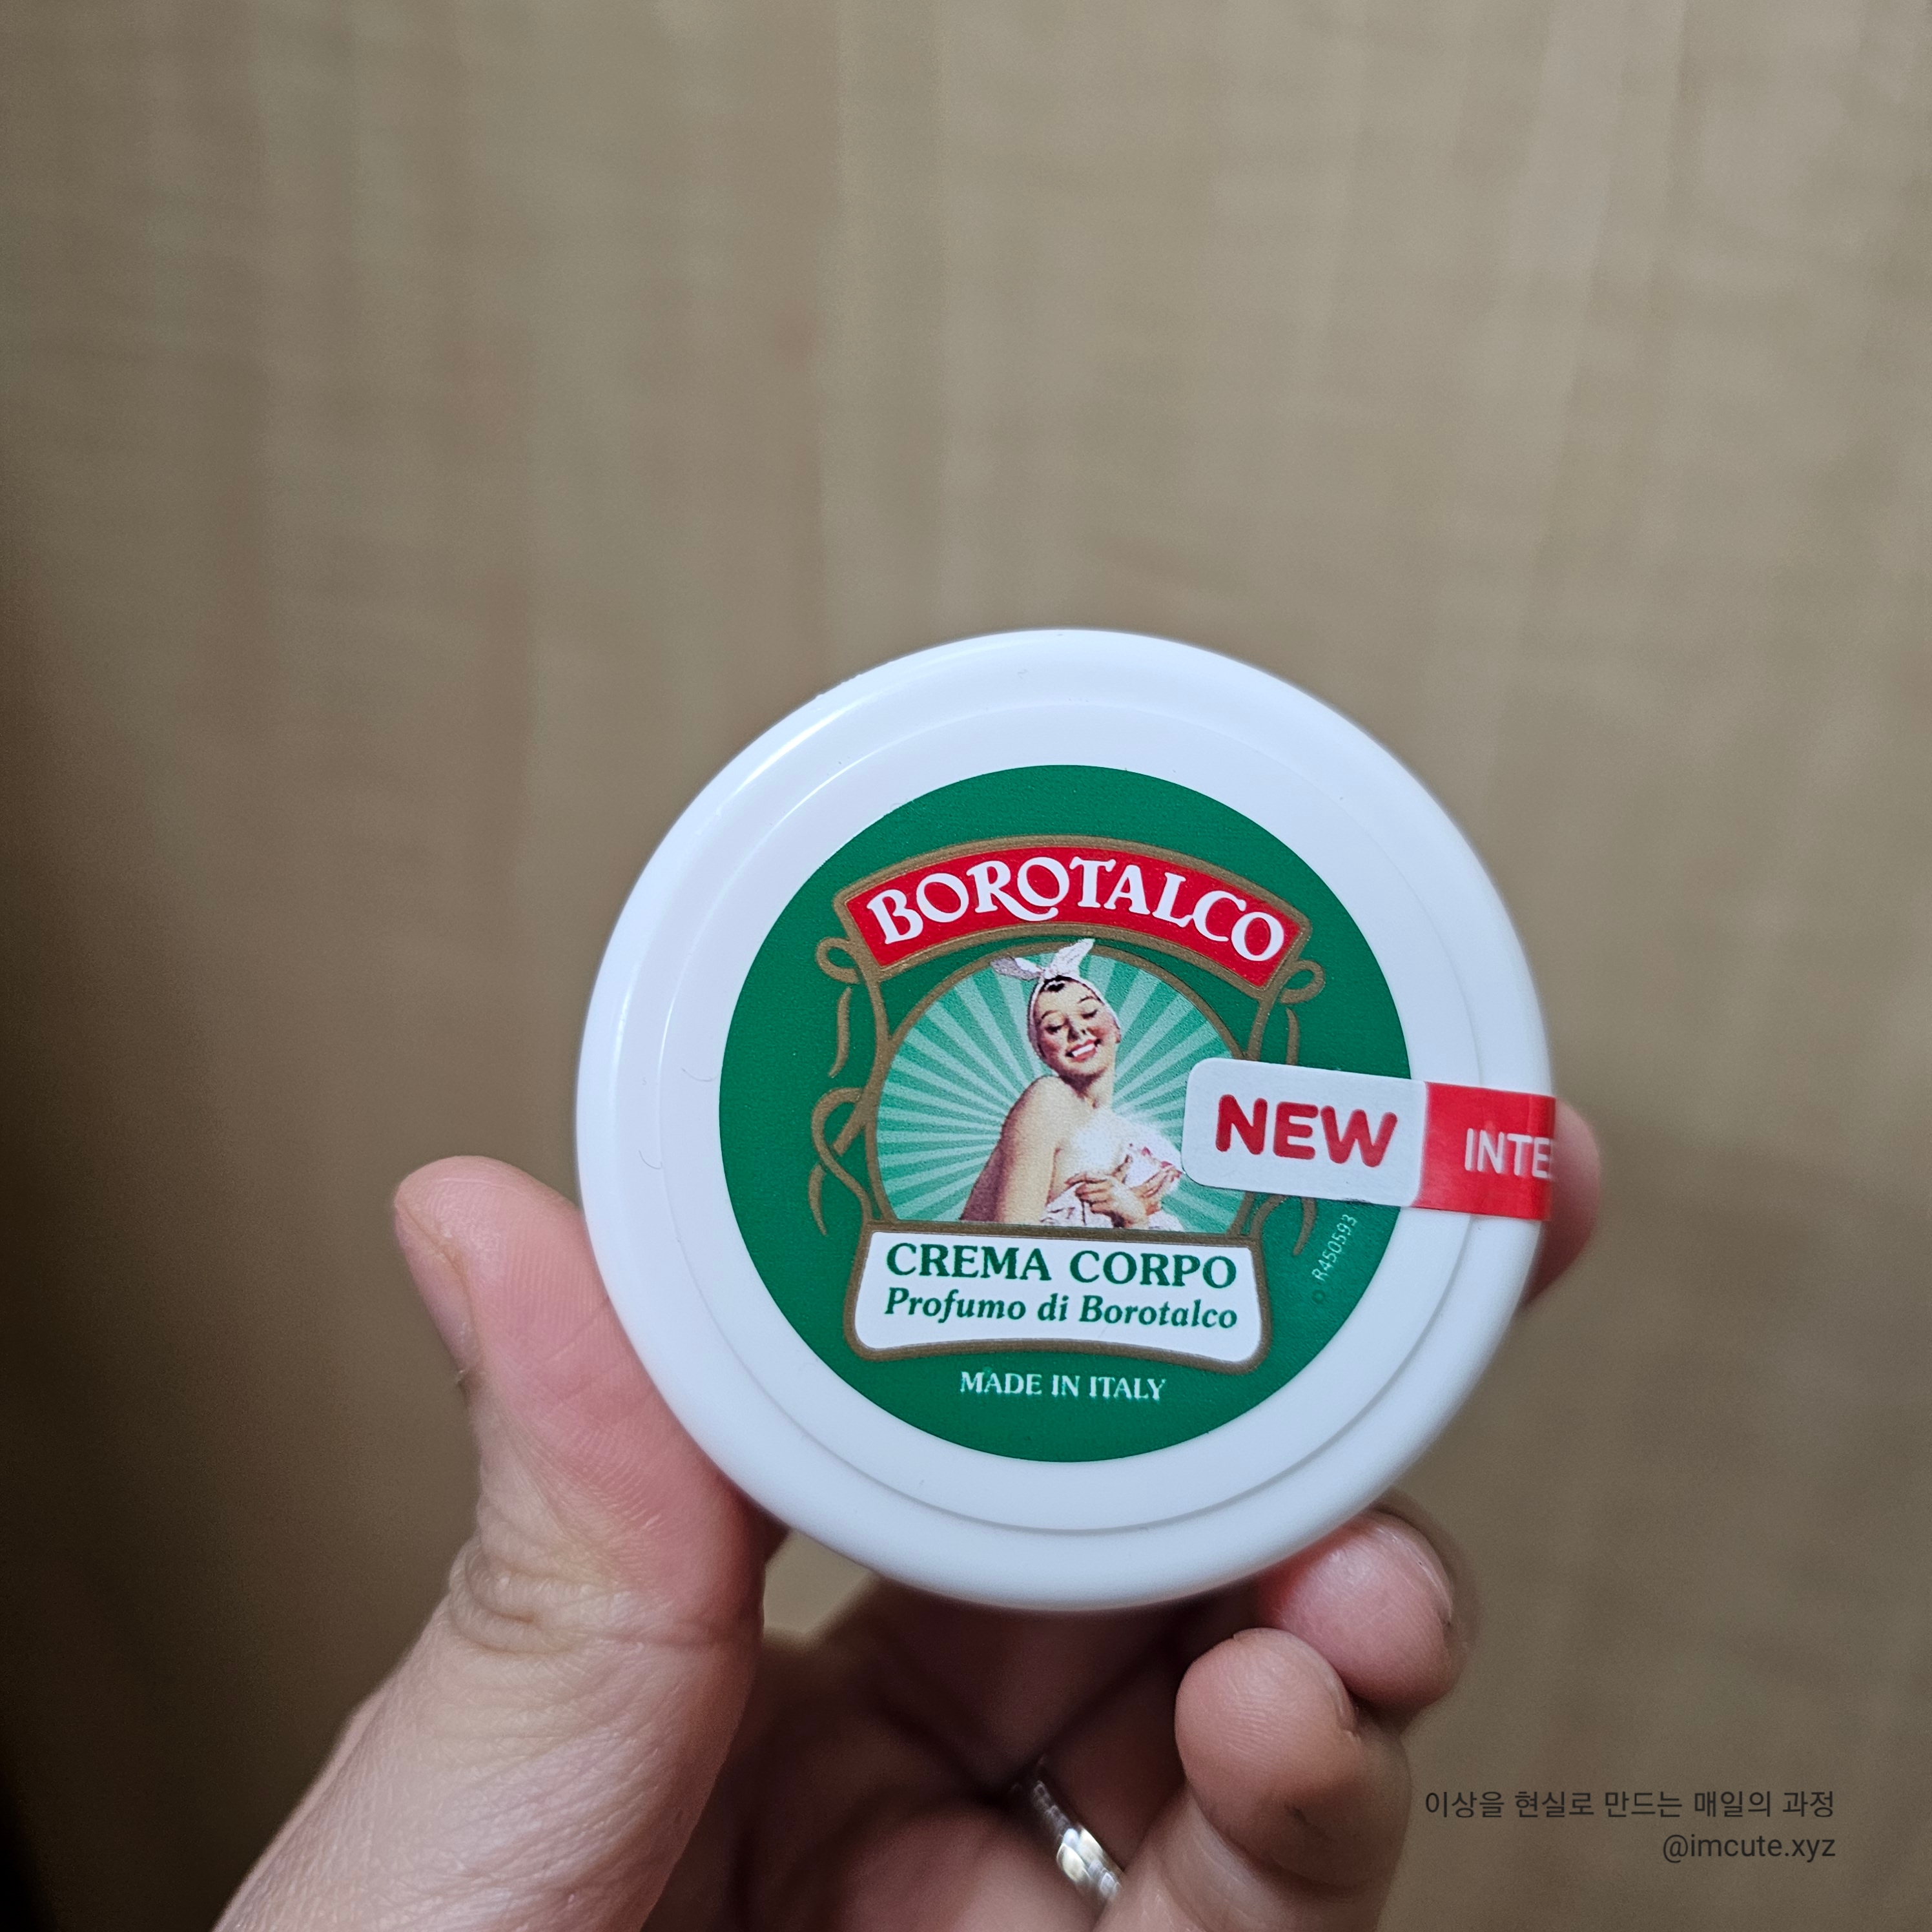 BOROTALCO
NEW
INTE
R450593
CREMA CORPO
Profumo di Borotalco
MADE IN ITALY
이상을 현실로 만드는 매일의 과정
@imcute.xyz